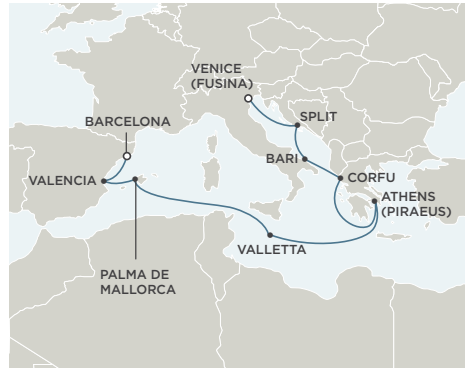 VENICE
(FUSINA)
SPLIT
BARCELONA
BARI
CORFU
VALENCIA
ATHENS
(PIRAEUS)
VALLETTA
PALMA DE
MALLORCA